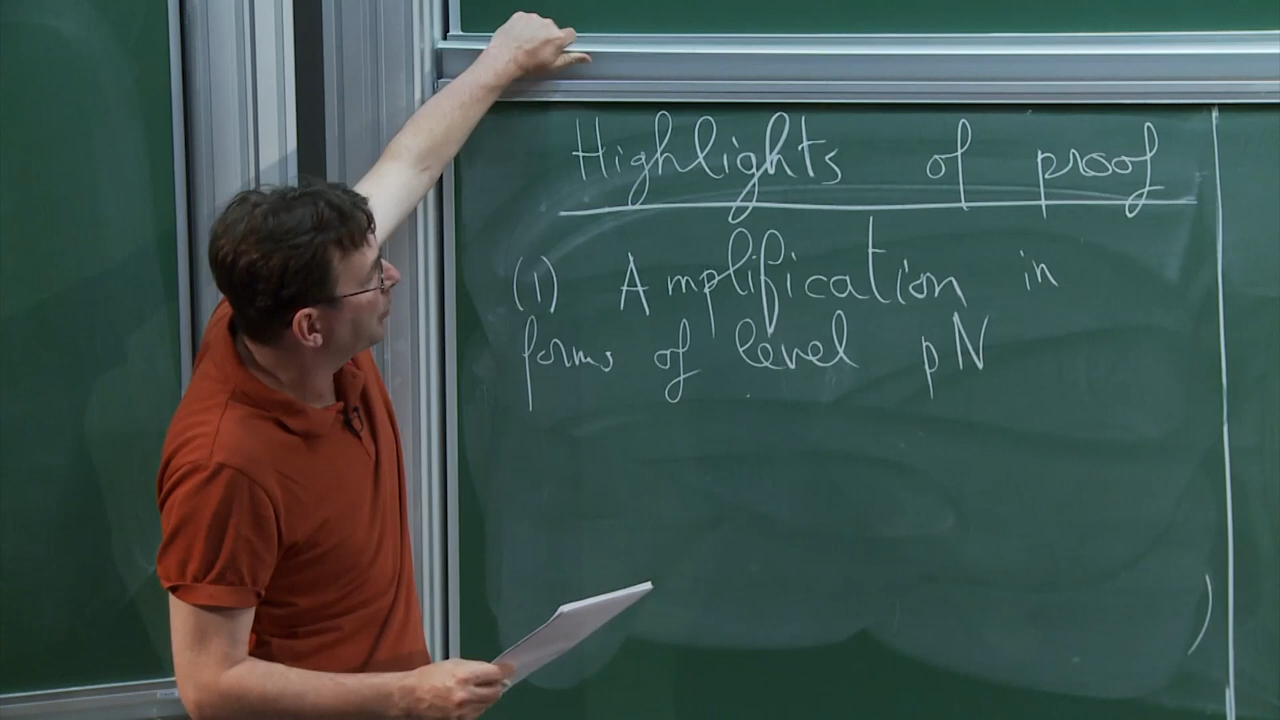 Highlights of proof
(1) Amplification in
forms of level pN
)